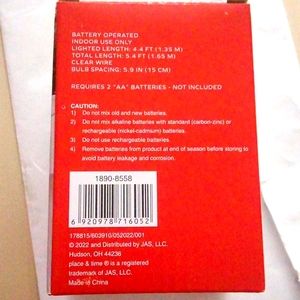 BATTERY OPERATED
INDOOR USE ONLY
LIGHTED LENGTH: 4.4 FT (1.35 M)
TOTAL LENGTH: 5.4 FT (1.65 M)
CLEAR WIRE
BULB SPACING: 5.9 IN (15 CM)
REQUIRES 2 "AA" BATTERIES - NOT INCLUDED
CAUTION:
1) Do not mix old and new batteries.
2) Do not mix alkaline batteries with standard (carbon-zinc) or
rechargeable (nickel-cadmium) batteries.
3) Do not use rechargeable batteries
4) Remove batteries from product at end of season before storing to
avoid battery leakage and corrosion.
1890-8558
6 920978 716052
178815/603910/052022/001
© 2022 and Distributed by JAS, LLC.
Hudson, OH 44236
place & time ® is a registered
trademark of JAS, LLC.
Made in China